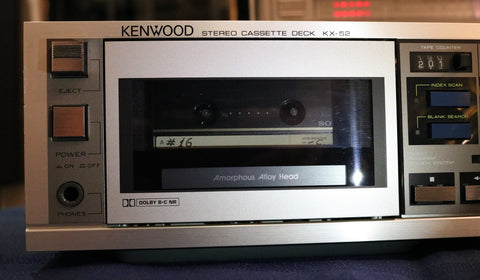 KENWOOD STEREO CASSETTE DECK KX-52
TAPE COUNTER
EJECT
INDEX SCAN
BLANK SEARCH
90
A #16
POWER
ON OFF
Amorphous Alloy Head
PHONES
DOLBY B-C NR